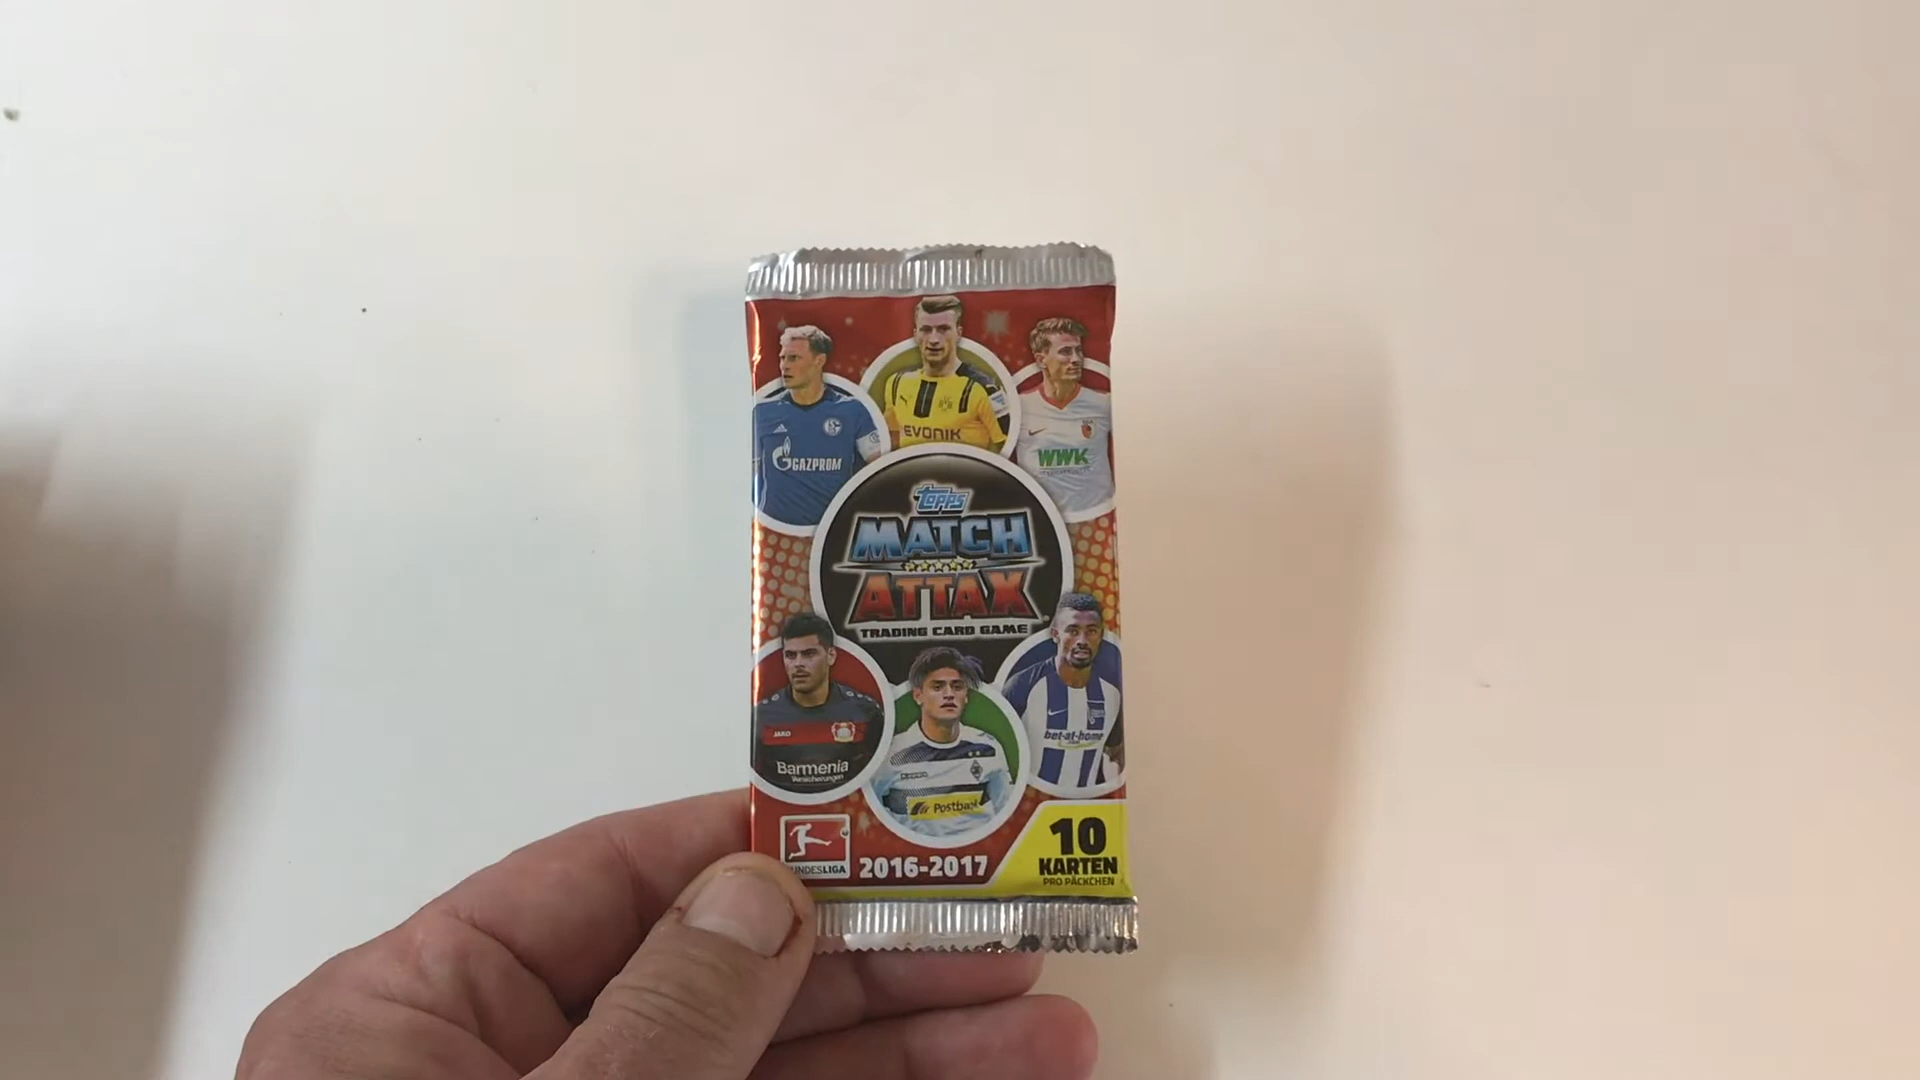 EVONIK
GAZPROM
WWK
topps
MATCH
ATTAX
TRADING CARD GAME
JAKO
bet-at-home
Barmenia
Versicherungen
Postbank
BUNDESLIGA
2016-2017
10
KARTEN
PRO PÄCKCHEN